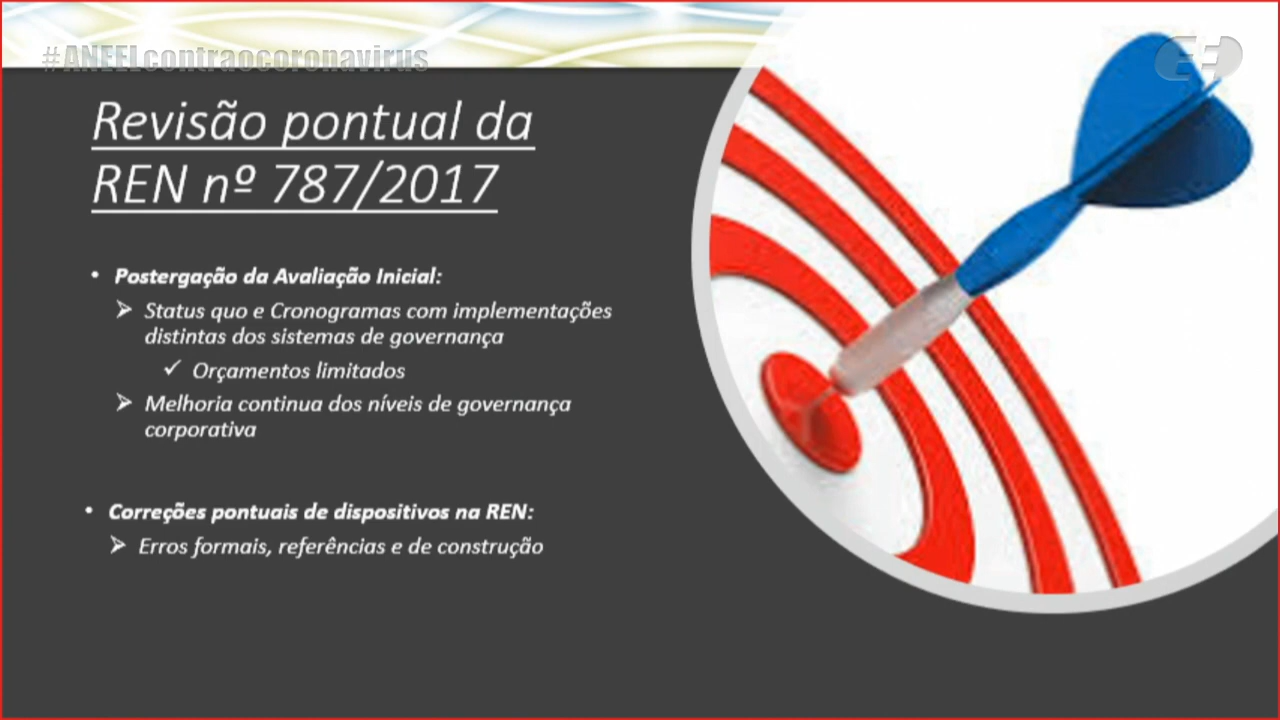 #ANEELcontraocoronavirus
Revisão pontual da
REN nº 787/2017
• Postergação da Avaliação Inicial:
➢ Status quo e Cronogramas com implementações
distintas dos sistemas de governança
✓ Orçamentos limitados
➢ Melhoria continua dos níveis de governança
corporativa
• Correções pontuais de dispositivos na REN:
➢ Erros formais, referências e de construção